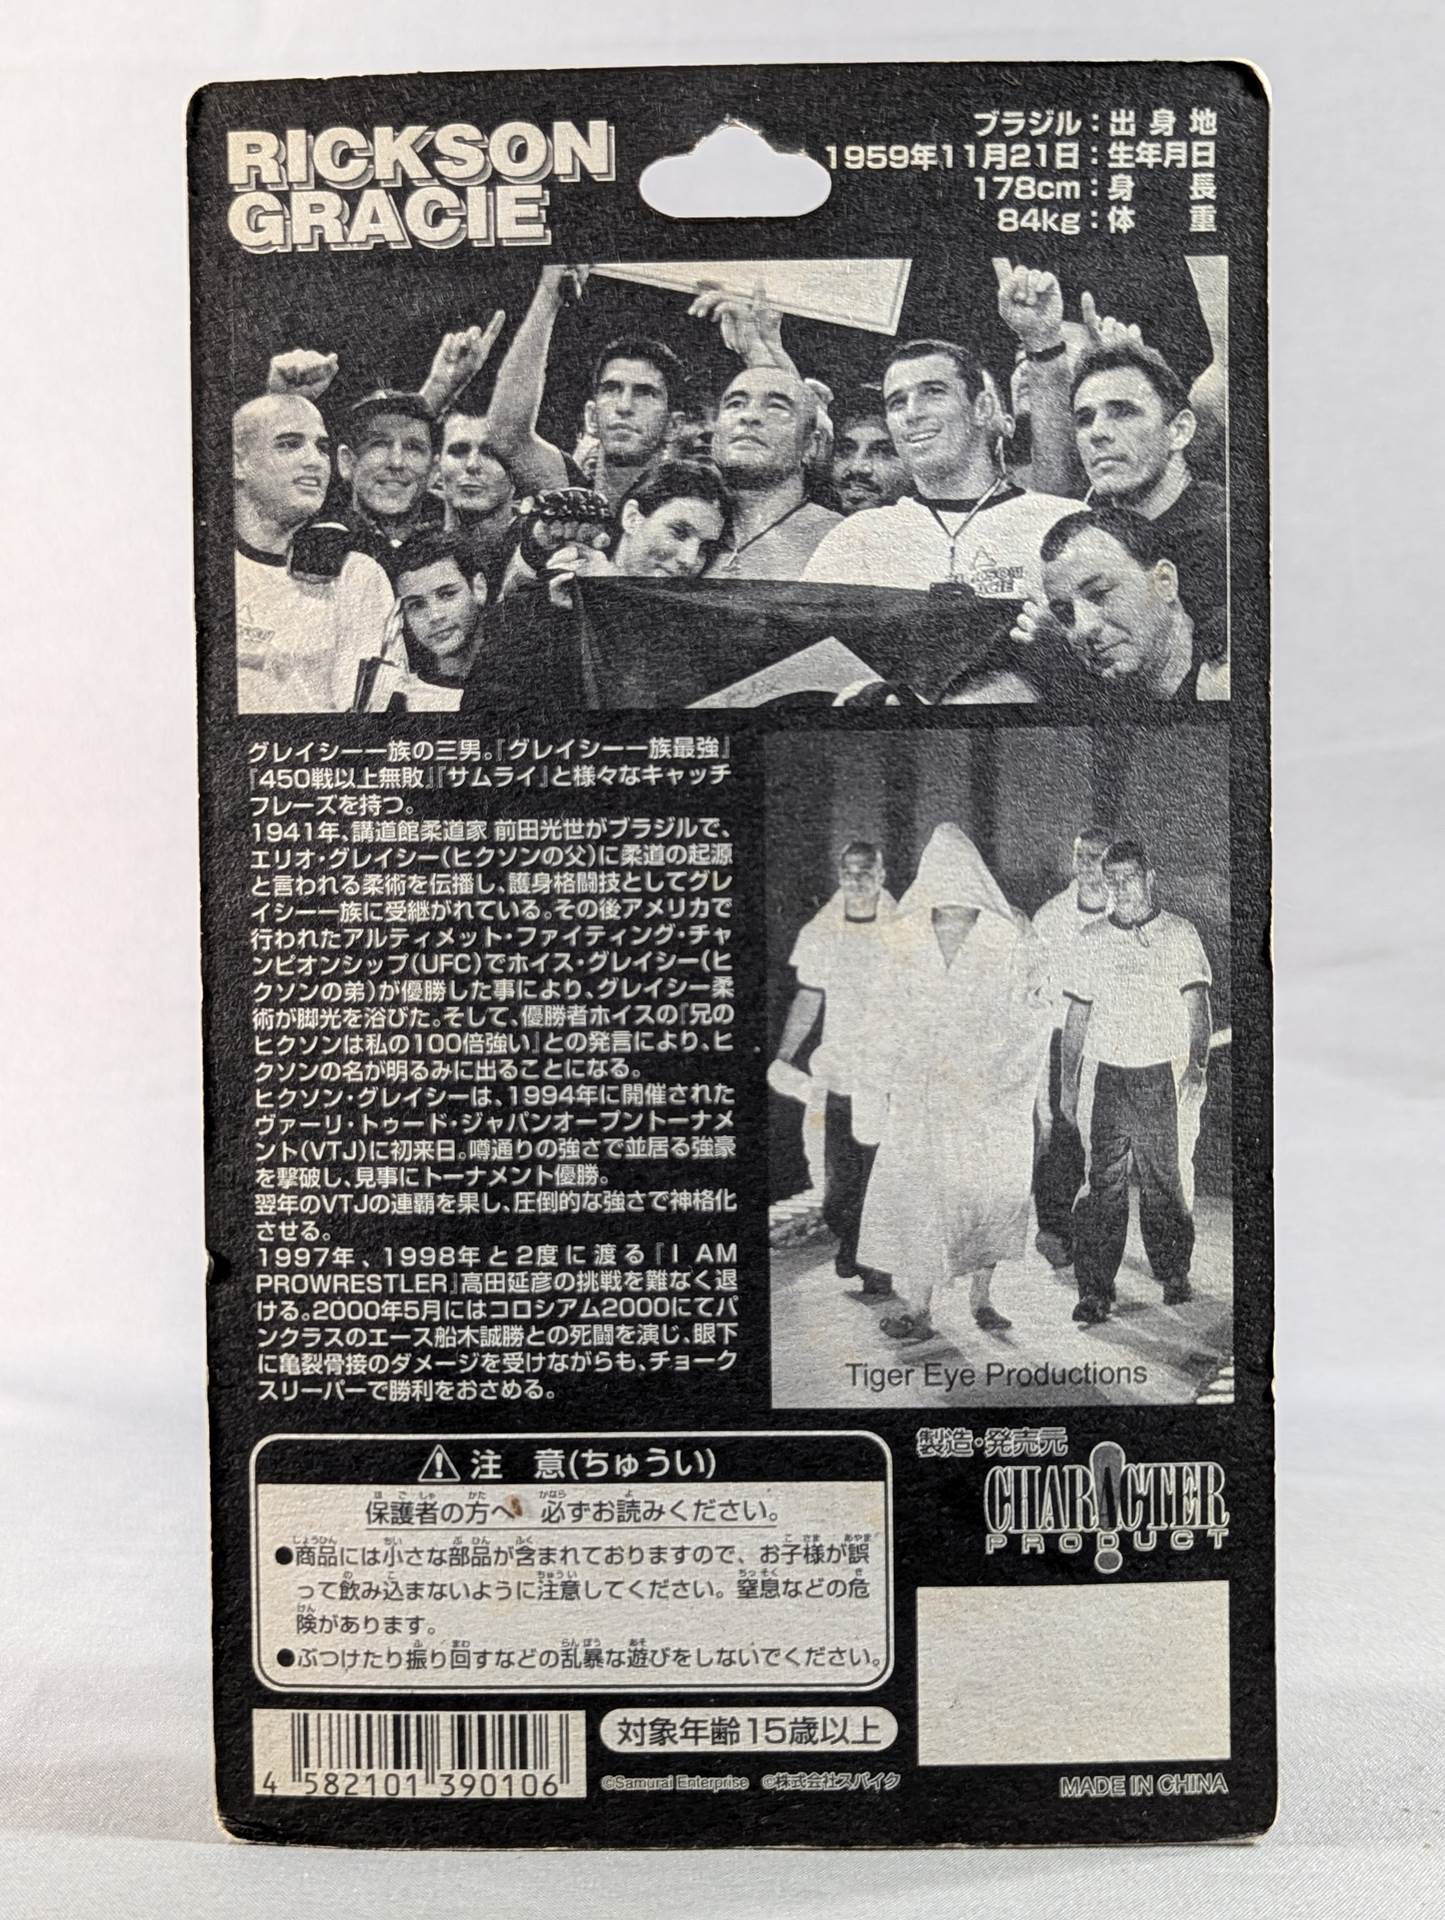 RICKSON
GRACIE
ブラジル：出身地
1959年11月21日：生年月日
178cm：身長
84kg：体重
グレイシー一族の三男。『グレイシー一族最強』
『450戦以上無敗』『サムライ』と様々なキャッチ
フレーズを持つ。
1941年、講道館柔道家 前田光世がブラジルで、
エリオ・グレイシー(ヒクソンの父)に柔道の起源
と言われる柔術を伝播し、護身格闘技としてグレ
イシー一族に受継がれている。その後アメリカで
行われたアルティメット・ファイティング・チャ
ンピオンシップ(UFC)でホイス・グレイシー(ヒ
クソンの弟)が優勝した事により、グレイシー柔
術が脚光を浴びた。そして、優勝者ホイスの『兄の
ヒクソンは私の100倍強い』との発言により、ヒ
クソンの名が明るみに出ることになる。
ヒクソン・グレイシーは、1994年に開催された
ヴァーリ・トゥード・ジャパンオープントーナメ
ント(VTJ)に初来日。噂通りの強さで並居る強豪
を撃破し、見事にトーナメント優勝。
翌年のVTJの連覇を果し、圧倒的な強さで神格化
させる。
1997年、1998年と2度に渡る『I AM
PROWRESTLER』高田延彦の挑戦を難なく退
ける。2000年5月にはコロシアム2000にてパ
ンクラスのエース船木誠勝との死闘を演じ、眼下
に亀裂骨接のダメージを受けながらも、チョーク
スリーパーで勝利をおさめる。
Tiger Eye Productions
注 意(ちゅうい)
保護者の方へ 必ずお読みください。
●商品には小さな部品が含まれておりますので、お子様が誤
って飲み込まないように注意してください。窒息などの危
険があります。
●ぶつけたり振り回すなどの乱暴な遊びをしないでください。
製造・発売元
CHARACTER
PRODUCT
対象年齢15歳以上
4 582101 390106
©Samurai Enterprise ©株式会社スパイク
MADE IN CHINA